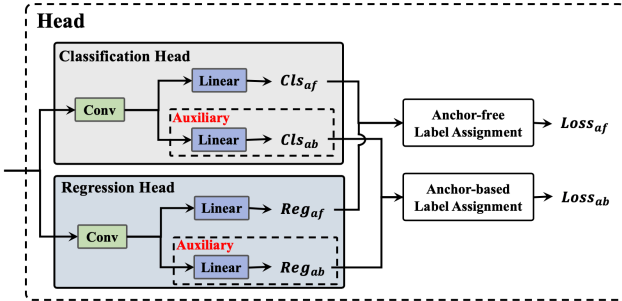 Head
Classification Head
Conv
Linear
Cls_af
Auxiliary
Linear
Cls_ab
Regression Head
Conv
Linear
Reg_af
Auxiliary
Linear
Reg_ab
Anchor-free
Label Assignment
Loss_af
Anchor-based
Label Assignment
Loss_ab